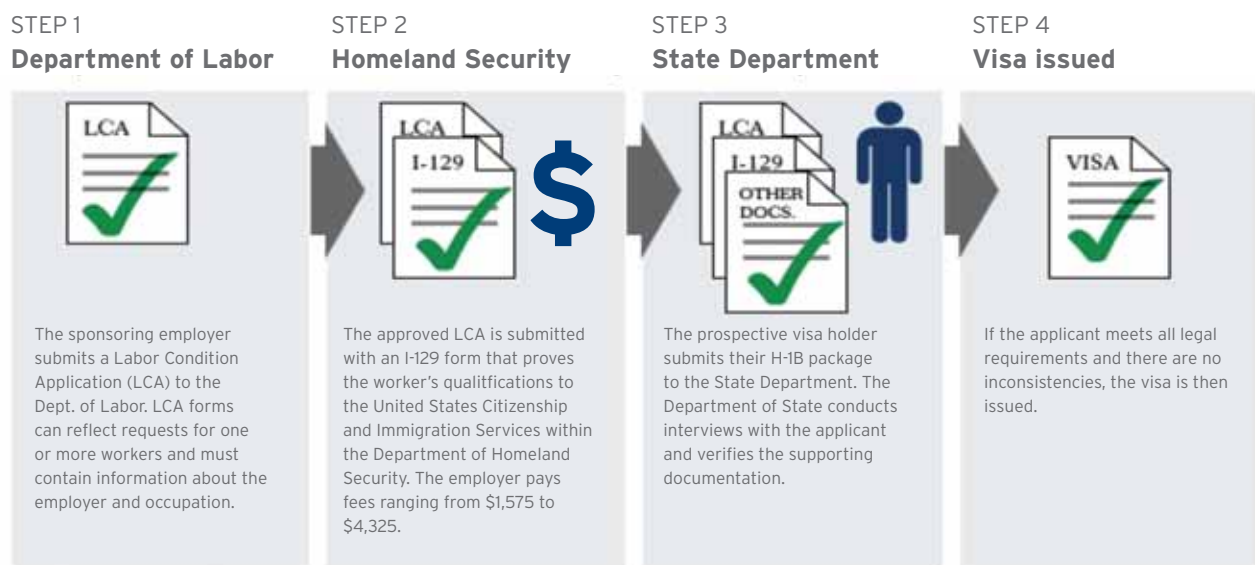 STEP 1
Department of Labor
LCA
The sponsoring employer
submits a Labor Condition
Application (LCA) to the
Dept. of Labor. LCA forms
can reflect requests for one
or more workers and must
contain information about the
employer and occupation.
STEP 2
Homeland Security
LCA
I-129
$
The approved LCA is submitted
with an I-129 form that proves
the worker's qualitfications to
the United States Citizenship
and Immigration Services within
the Department of Homeland
Security. The employer pays
fees ranging from $1,575 to
$4,325.
STEP 3
State Department
LCA
I-129
OTHER
DOCS.
The prospective visa holder
submits their H-1B package
to the State Department. The
Department of State conducts
interviews with the applicant
and verifies the supporting
documentation.
STEP 4
Visa issued
VISA
If the applicant meets all legal
requirements and there are no
inconsistencies, the visa is then
issued.